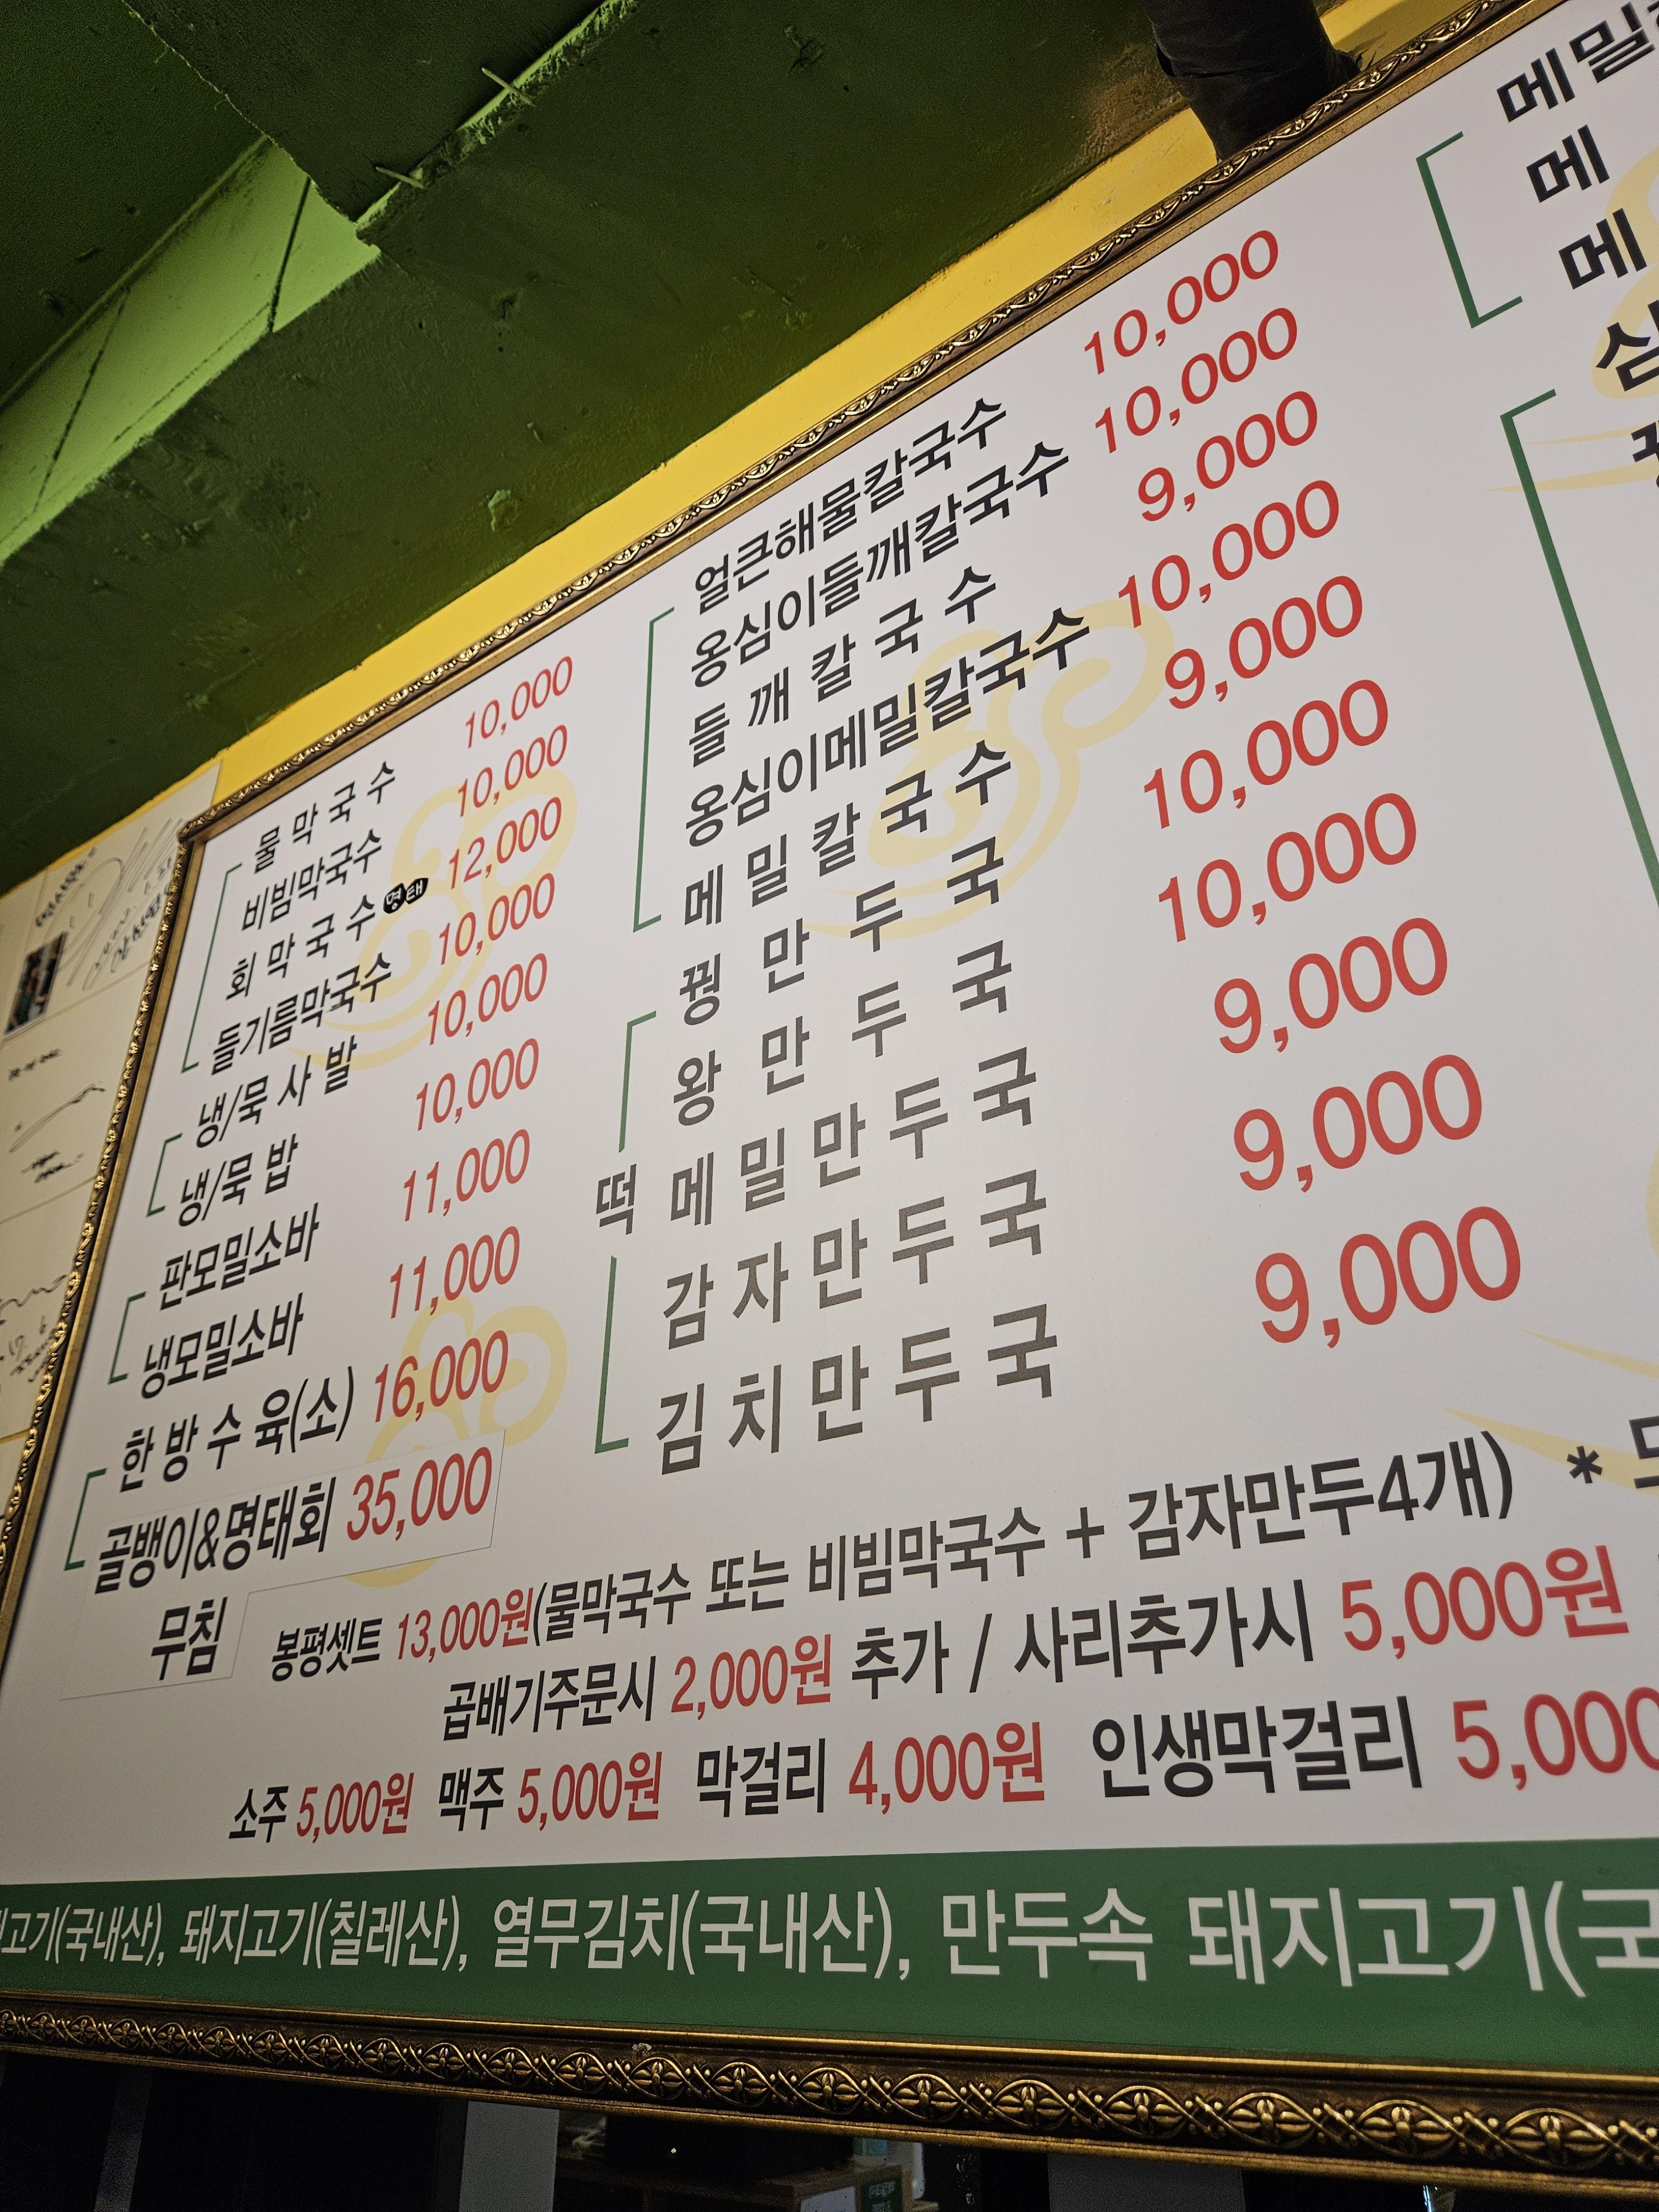 물막국수 10,000
비빔막국수 10,000
회막국수 명태 12,000
들기름막국수 10,000
냉/묵사발 10,000
냉/묵밥 10,000
판모밀소바 11,000
냉모밀소바 11,000
한방수육(소) 16,000
골뱅이&명태회 35,000
무침
얼큰해물칼국수 10,000
옹심이들깨칼국수 10,000
들깨칼국수 9,000
옹심이메밀칼국수 10,000
메밀칼국수 9,000
꿩만두국 10,000
왕만두국 10,000
떡 메밀만두국 9,000
감자만두국 9,000
김치만두국 9,000
메밀
메
메
봉평셋트 13,000원(물막국수 또는 비빔막국수 + 감자만두4개) *
곱배기주문시 2,000원 추가 / 사리추가시 5,000원
소주 5,000원 맥주 5,000원 막걸리 4,000원 인생막걸리 5,000
고기(국내산), 돼지고기(칠레산), 열무김치(국내산), 만두속 돼지고기(국